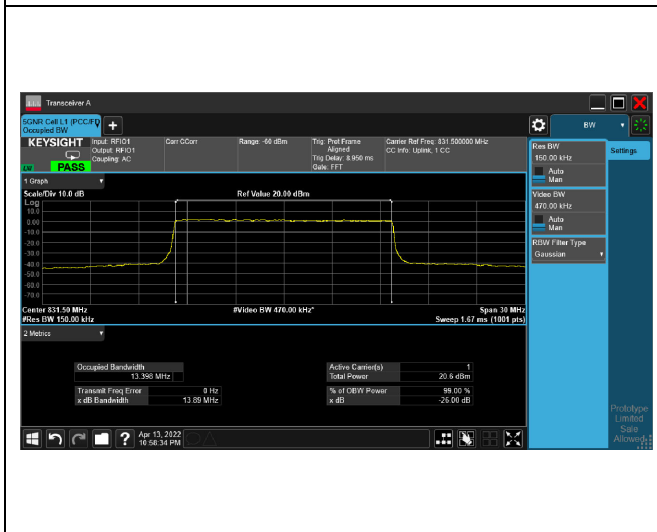 Transceiver A
5GNR Cell L1 (PCC/FD
Occupied BW
BW
KEYSIGHT
Input: RFIO1
Output: RFIO1
Coupling: AC
Corr CCorr
Range: -60 dBm
Trig: Prot Frame
Aligned
Trig Delay: 8.950 ms
Gate: FFT
Carrier Ref Freq: 831.500000 MHz
CC Info: Uplink, 1 CC
PASS
Res BW
150.00 kHz
Auto
Man
Settings
Video BW
470.00 kHz
Auto
Man
RBW Filter Type
Gaussian
1 Graph
Scale/Div 10.0 dB
Ref Value 20.00 dBm
Log
10.0
0.00
-10.0
-20.0
-30.0
-40.0
-50.0
-60.0
-70.0
Center 831.50 MHz
#Video BW 470.00 kHz*
Span 30 MHz
#Res BW 150.00 kHz
Sweep 1.67 ms (1001 pts)
2 Metrics
Occupied Bandwidth
13.398 MHz
Active Carrier(s) 1
Total Power 20.6 dBm
Transmit Freq Error 0 Hz
x dB Bandwidth 13.89 MHz
% of OBW Power 99.00 %
x dB -26.00 dB
Prototype
Limited
Sale
Allowed
Apr 13, 2022
10:58:34 PM